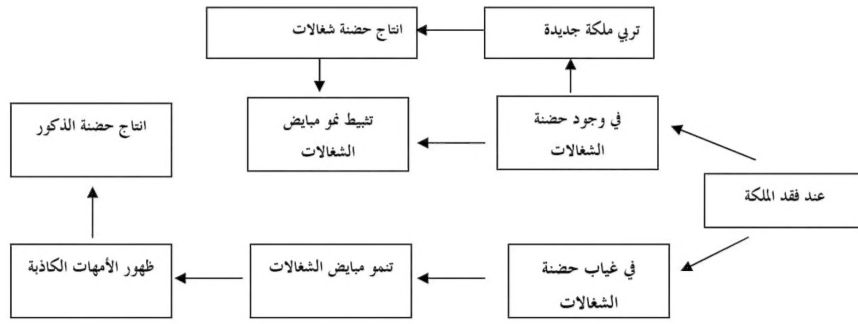 تربي ملكة جديدة
انتاج حضنة شغالات
في وجود حضنة
الشغالات
تثبيط نمو مبايض
الشغالات
انتاج حضنة الذكور
عند فقد الملكة
في غياب حضنة
الشغالات
تنمو مبايض الشغالات
ظهور الأمهات الكاذبة